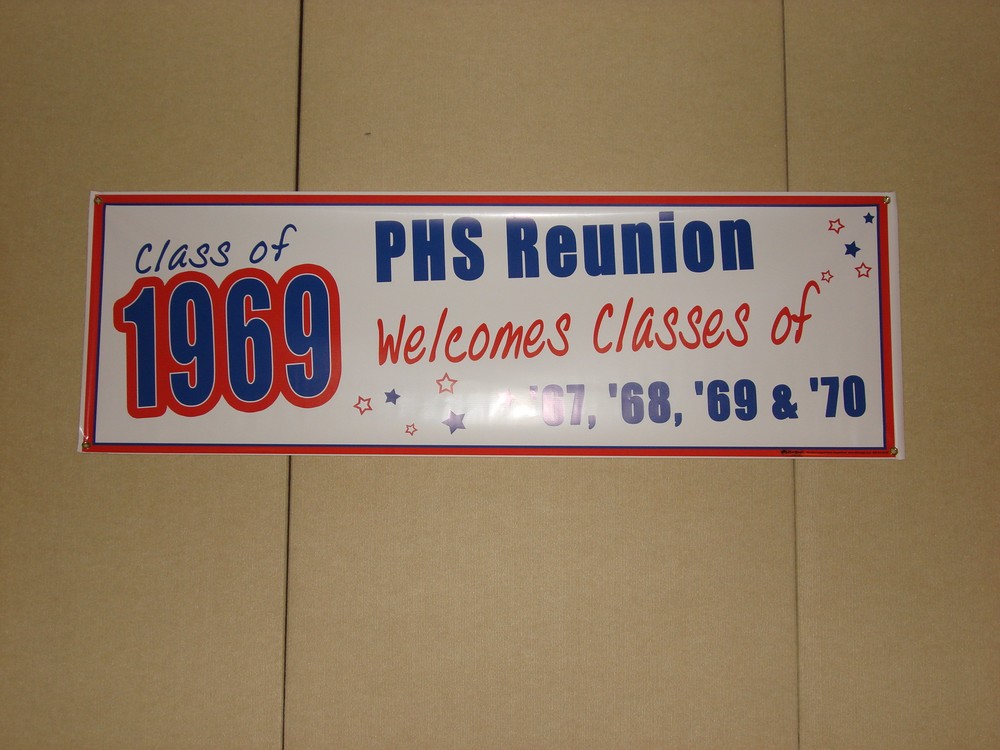 Class of
1969
PHS Reunion
Welcomes Classes of
'67, '68, '69 & '70